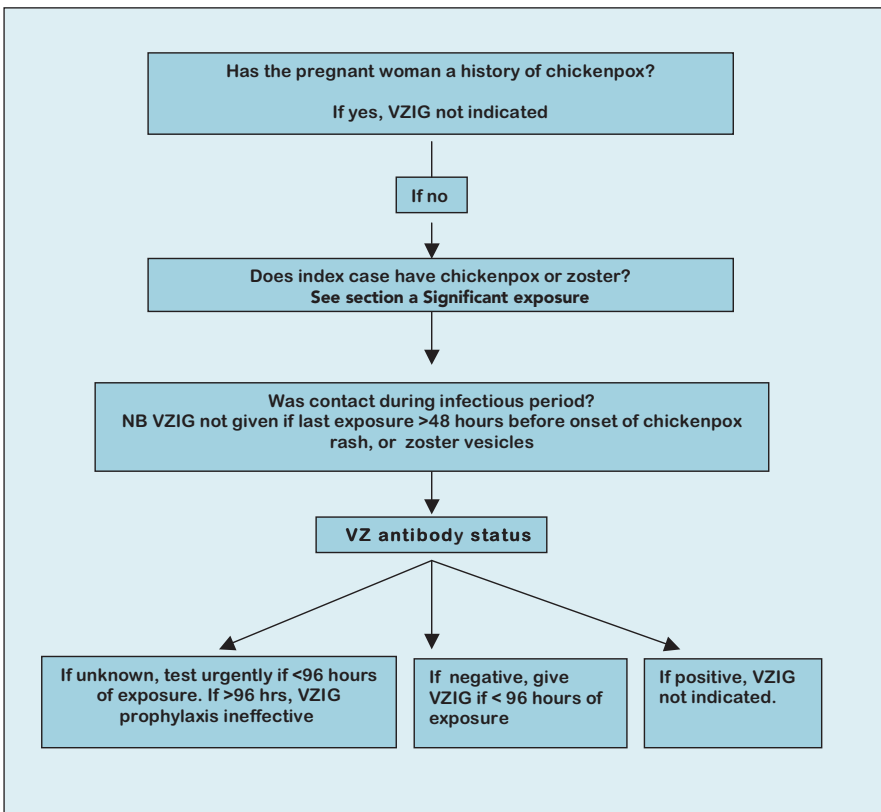 Has the pregnant woman a history of chickenpox?
If yes, VZIG not indicated
If no
Does index case have chickenpox or zoster?
See section a Significant exposure
Was contact during infectious period?
NB VZIG not given if last exposure >48 hours before onset of chickenpox
rash, or zoster vesicles
VZ antibody status
If unknown, test urgently if <96 hours
of exposure. If >96 hrs, VZIG
prophylaxis ineffective
If negative, give
VZIG if < 96 hours of
exposure
If positive, VZIG
not indicated.